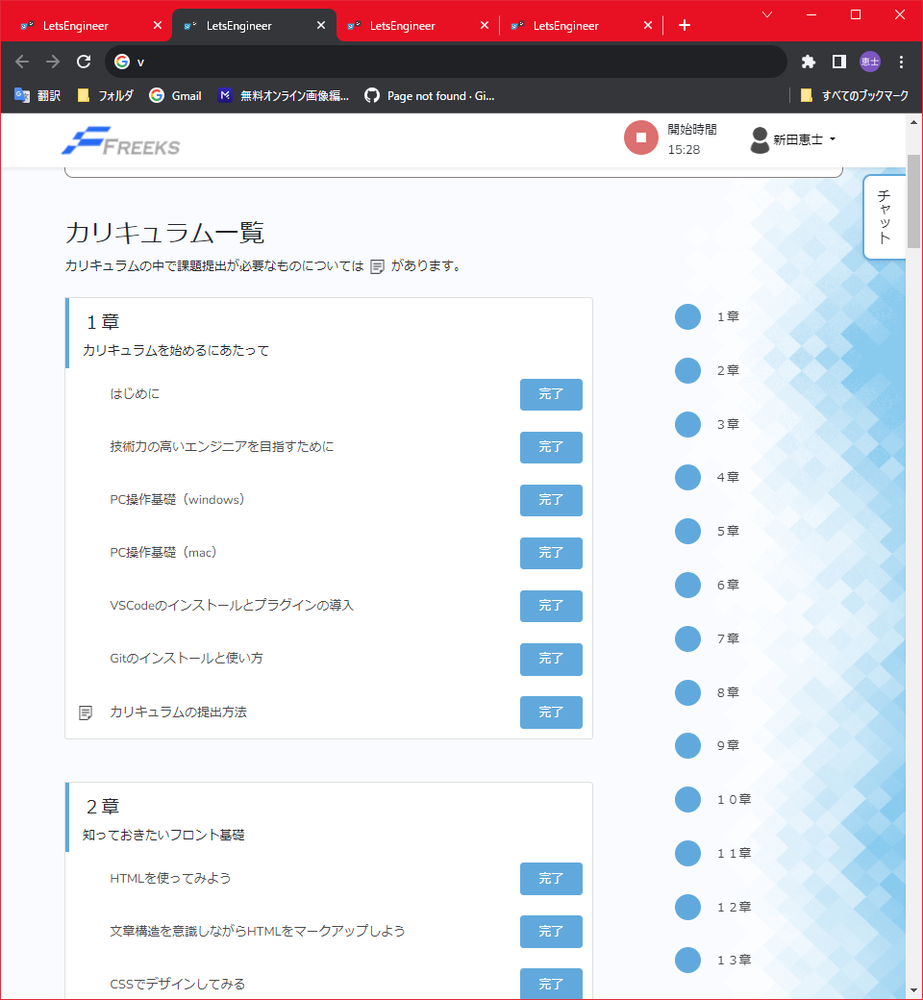 LetsEngineer
LetsEngineer
LetsEngineer
LetsEngineer
v
恵士
翻訳
フォルダ
Gmail
無料オンライン画像編...
Page not found · Gi...
すべてのブックマーク
FREEKS
開始時間
15:28
新田恵士
チャット
カリキュラム一覧
カリキュラムの中で課題提出が必要なものについては があります。
１章
カリキュラムを始めるにあたって
はじめに 完了
技術力の高いエンジニアを目指すために 完了
PC操作基礎（windows） 完了
PC操作基礎（mac） 完了
VSCodeのインストールとプラグインの導入 完了
Gitのインストールと使い方 完了
カリキュラムの提出方法 完了
２章
知っておきたいフロント基礎
HTMLを使ってみよう 完了
文章構造を意識しながらHTMLをマークアップしよう 完了
CSSでデザインしてみる 完了
１章
２章
３章
４章
５章
６章
７章
８章
９章
１０章
１１章
１２章
１３章